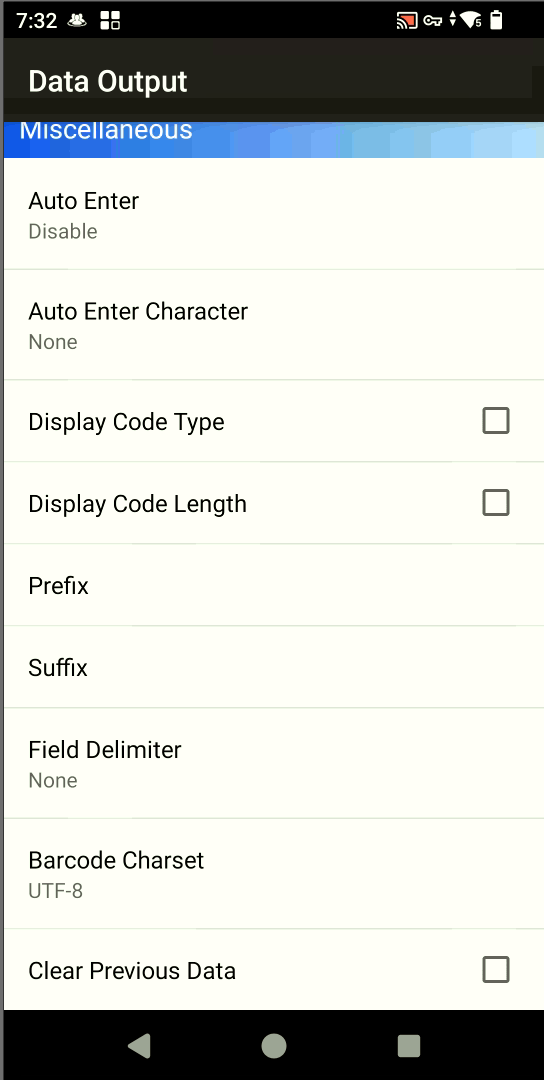 7:32
5
Data Output
Miscellaneous
Auto Enter
Disable
Auto Enter Character
None
Display Code Type
Display Code Length
Prefix
Suffix
Field Delimiter
None
Barcode Charset
UTF-8
Clear Previous Data